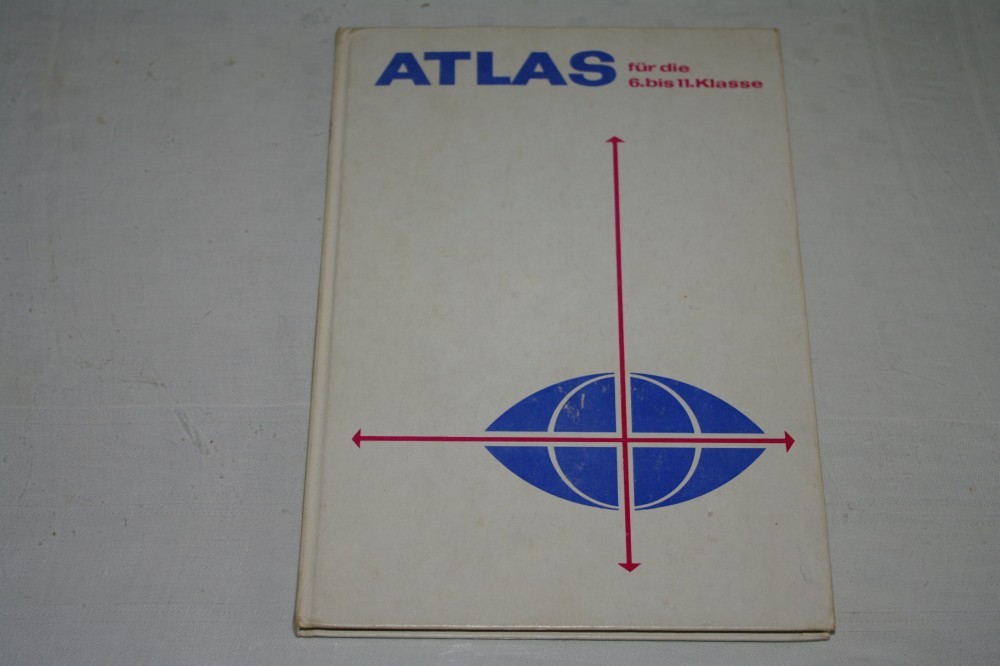 ATLAS
für die
6.bis 11.Klasse